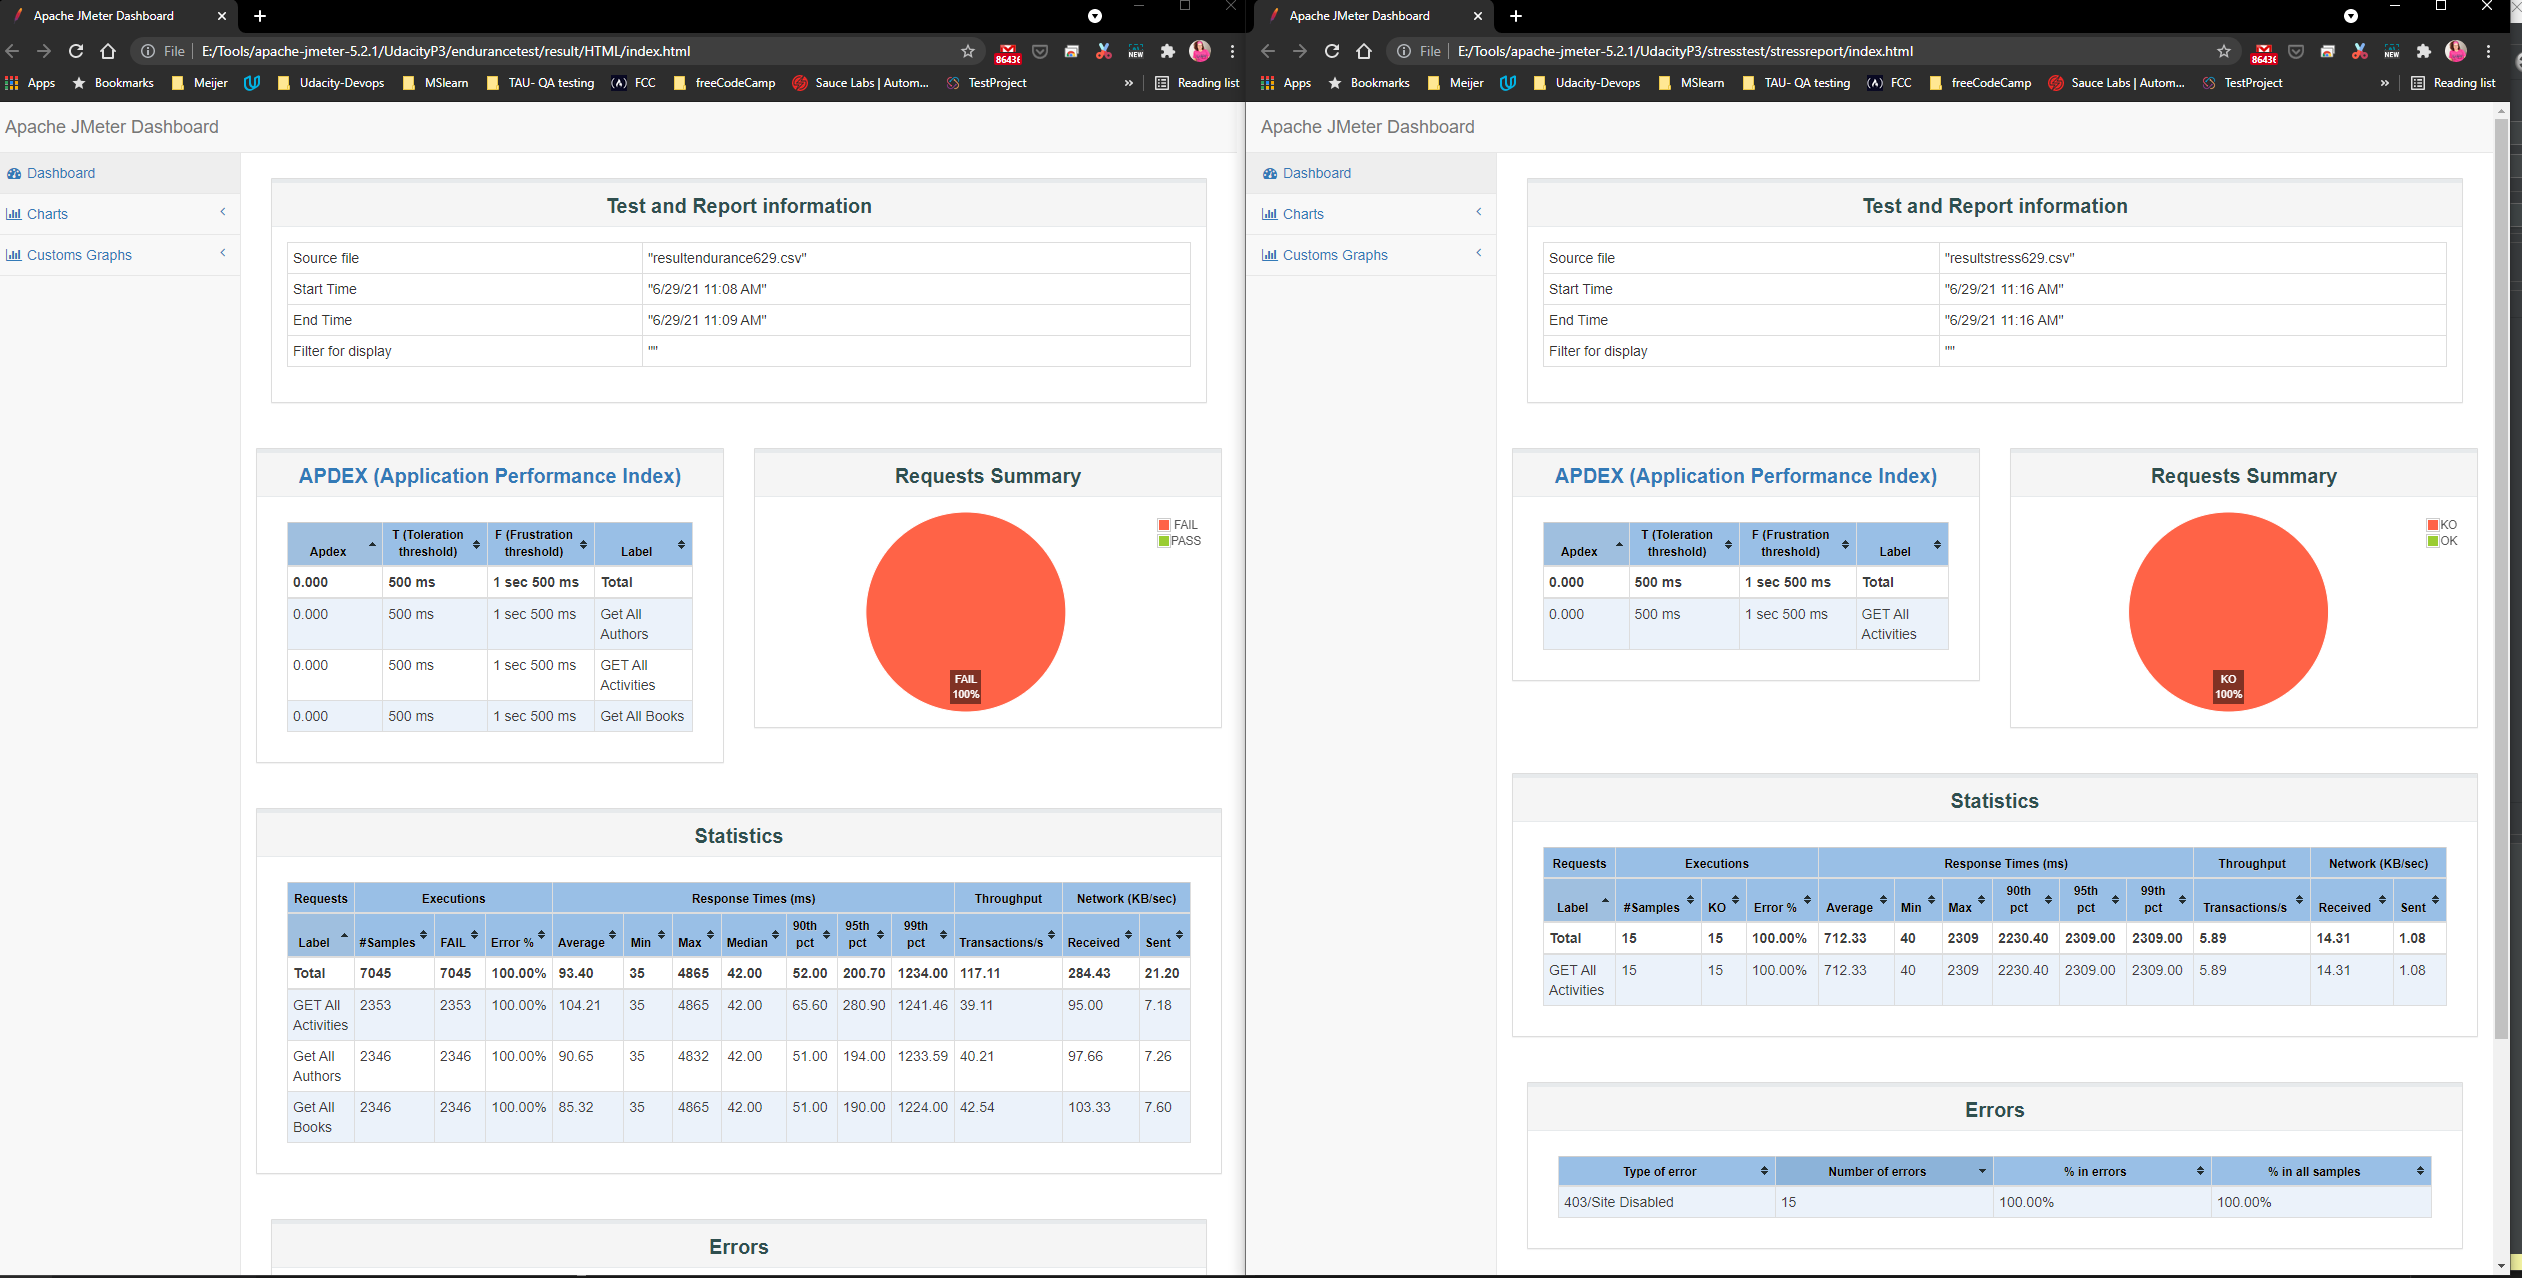 Apache JMeter Dashboard
File E:/Tools/apache-jmeter-5.2.1/UdacityP3/endurancetest/result/HTML/index.html
Apps Bookmarks Meijer Udacity-Devops MSlearn TAU- QA testing FCC freeCodeCamp Sauce Labs | Autom... TestProject » Reading list
Apache JMeter Dashboard
Dashboard
Charts
Customs Graphs
Test and Report information
Source file "resultendurance629.csv"
Start Time "6/29/21 11:08 AM"
End Time "6/29/21 11:09 AM"
Filter for display ""
APDEX (Application Performance Index)
Apdex T (Toleration threshold) F (Frustration threshold) Label
0.000 500 ms 1 sec 500 ms Total
0.000 500 ms 1 sec 500 ms Get All Authors
0.000 500 ms 1 sec 500 ms GET All Activities
0.000 500 ms 1 sec 500 ms Get All Books
Requests Summary
FAIL
PASS
FAIL
100%
Statistics
Requests Executions Response Times (ms) Throughput Network (KB/sec)
Label #Samples FAIL Error % Average Min Max Median 90th pct 95th pct 99th pct Transactions/s Received Sent
Total 7045 7045 100.00% 93.40 35 4865 42.00 52.00 200.70 1234.00 117.11 284.43 21.20
GET All Activities 2353 2353 100.00% 104.21 35 4865 42.00 65.60 280.90 1241.46 39.11 95.00 7.18
Get All Authors 2346 2346 100.00% 90.65 35 4832 42.00 51.00 194.00 1233.59 40.21 97.66 7.26
Get All Books 2346 2346 100.00% 85.32 35 4865 42.00 51.00 190.00 1224.00 42.54 103.33 7.60
Errors
Apache JMeter Dashboard
File E:/Tools/apache-jmeter-5.2.1/UdacityP3/stresstest/stressreport/index.html
Apps Bookmarks Meijer Udacity-Devops MSlearn TAU- QA testing FCC freeCodeCamp Sauce Labs | Autom... TestProject » Reading list
Apache JMeter Dashboard
Dashboard
Charts
Customs Graphs
Test and Report information
Source file "resultstress629.csv"
Start Time "6/29/21 11:16 AM"
End Time "6/29/21 11:16 AM"
Filter for display ""
APDEX (Application Performance Index)
Apdex T (Toleration threshold) F (Frustration threshold) Label
0.000 500 ms 1 sec 500 ms Total
0.000 500 ms 1 sec 500 ms GET All Activities
Requests Summary
KO
OK
KO
100%
Statistics
Requests Executions Response Times (ms) Throughput Network (KB/sec)
Label #Samples KO Error % Average Min Max 90th pct 95th pct 99th pct Transactions/s Received Sent
Total 15 15 100.00% 712.33 40 2309 2230.40 2309.00 2309.00 5.89 14.31 1.08
GET All Activities 15 15 100.00% 712.33 40 2309 2230.40 2309.00 2309.00 5.89 14.31 1.08
Errors
Type of error Number of errors % in errors % in all samples
403/Site Disabled 15 100.00% 100.00%